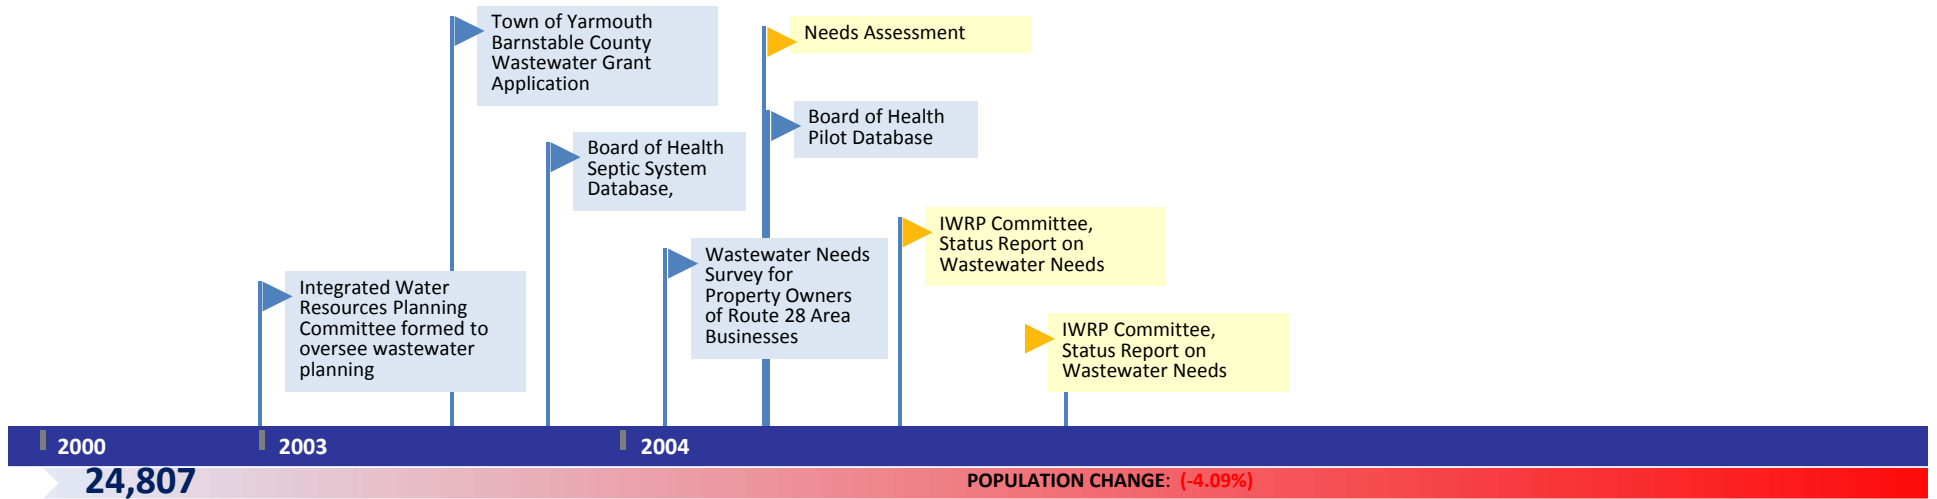 Town of Yarmouth
Barnstable County
Wastewater Grant
Application
Needs Assessment
Board of Health
Pilot Database
Board of Health
Septic System
Database,
IWRP Committee,
Status Report on
Wastewater Needs
Wastewater Needs
Survey for
Property Owners
of Route 28 Area
Businesses
Integrated Water
Resources Planning
Committee formed to
oversee wastewater
planning
IWRP Committee,
Status Report on
Wastewater Needs
2000
2003
2004
24,807
POPULATION CHANGE: (-4.09%)